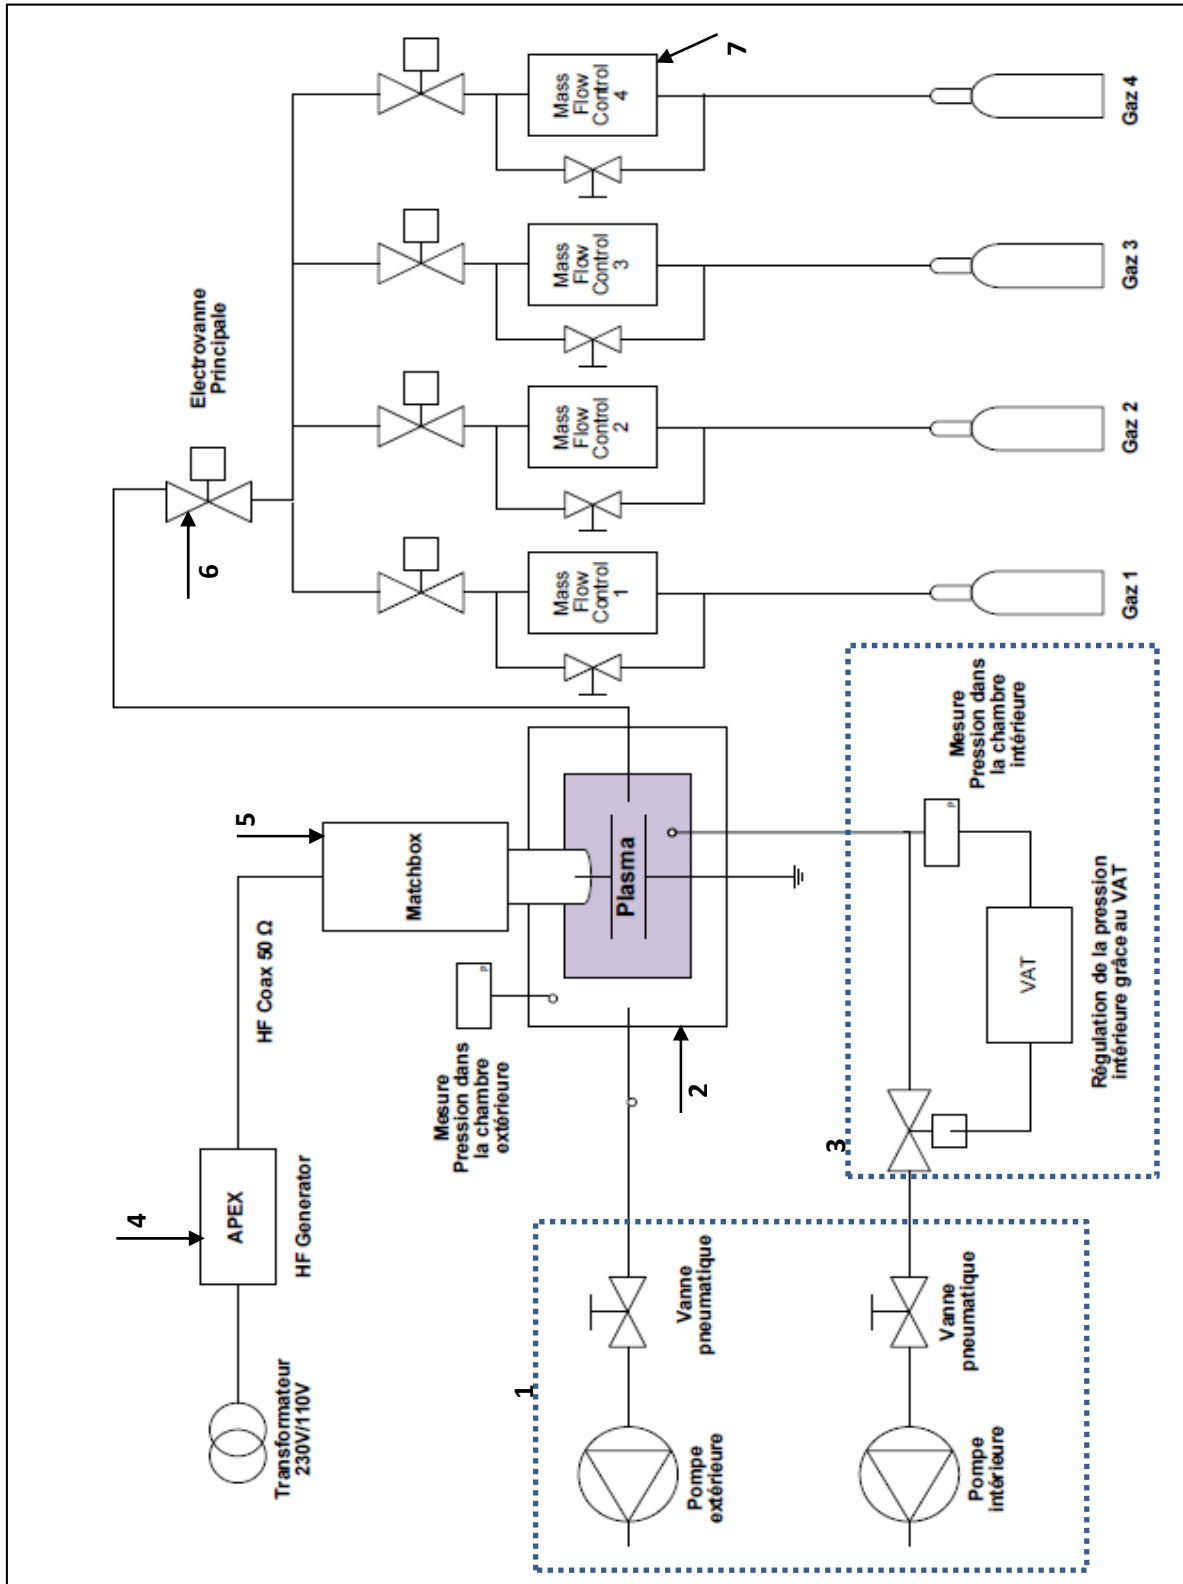 Transformateur
230V/110V
4
APEX
HF Generator
HF Coax 50 Ω
5
Matchbox
Mesure
Pression dans
la chambre
extérieure
Plasma
2
6
Electrovanne
Principale
1
Pompe
extérieure
Vanne
pneumatique
Pompe
intérieure
Vanne
pneumatique
3
VAT
Régulation de la pression
intérieure grâce au VAT
Mesure
Pression dans
la chambre
intérieure
P
P
Mass
Flow
Control
1
Mass
Flow
Control
2
Mass
Flow
Control
3
Mass
Flow
Control
4
7
Gaz 1
Gaz 2
Gaz 3
Gaz 4